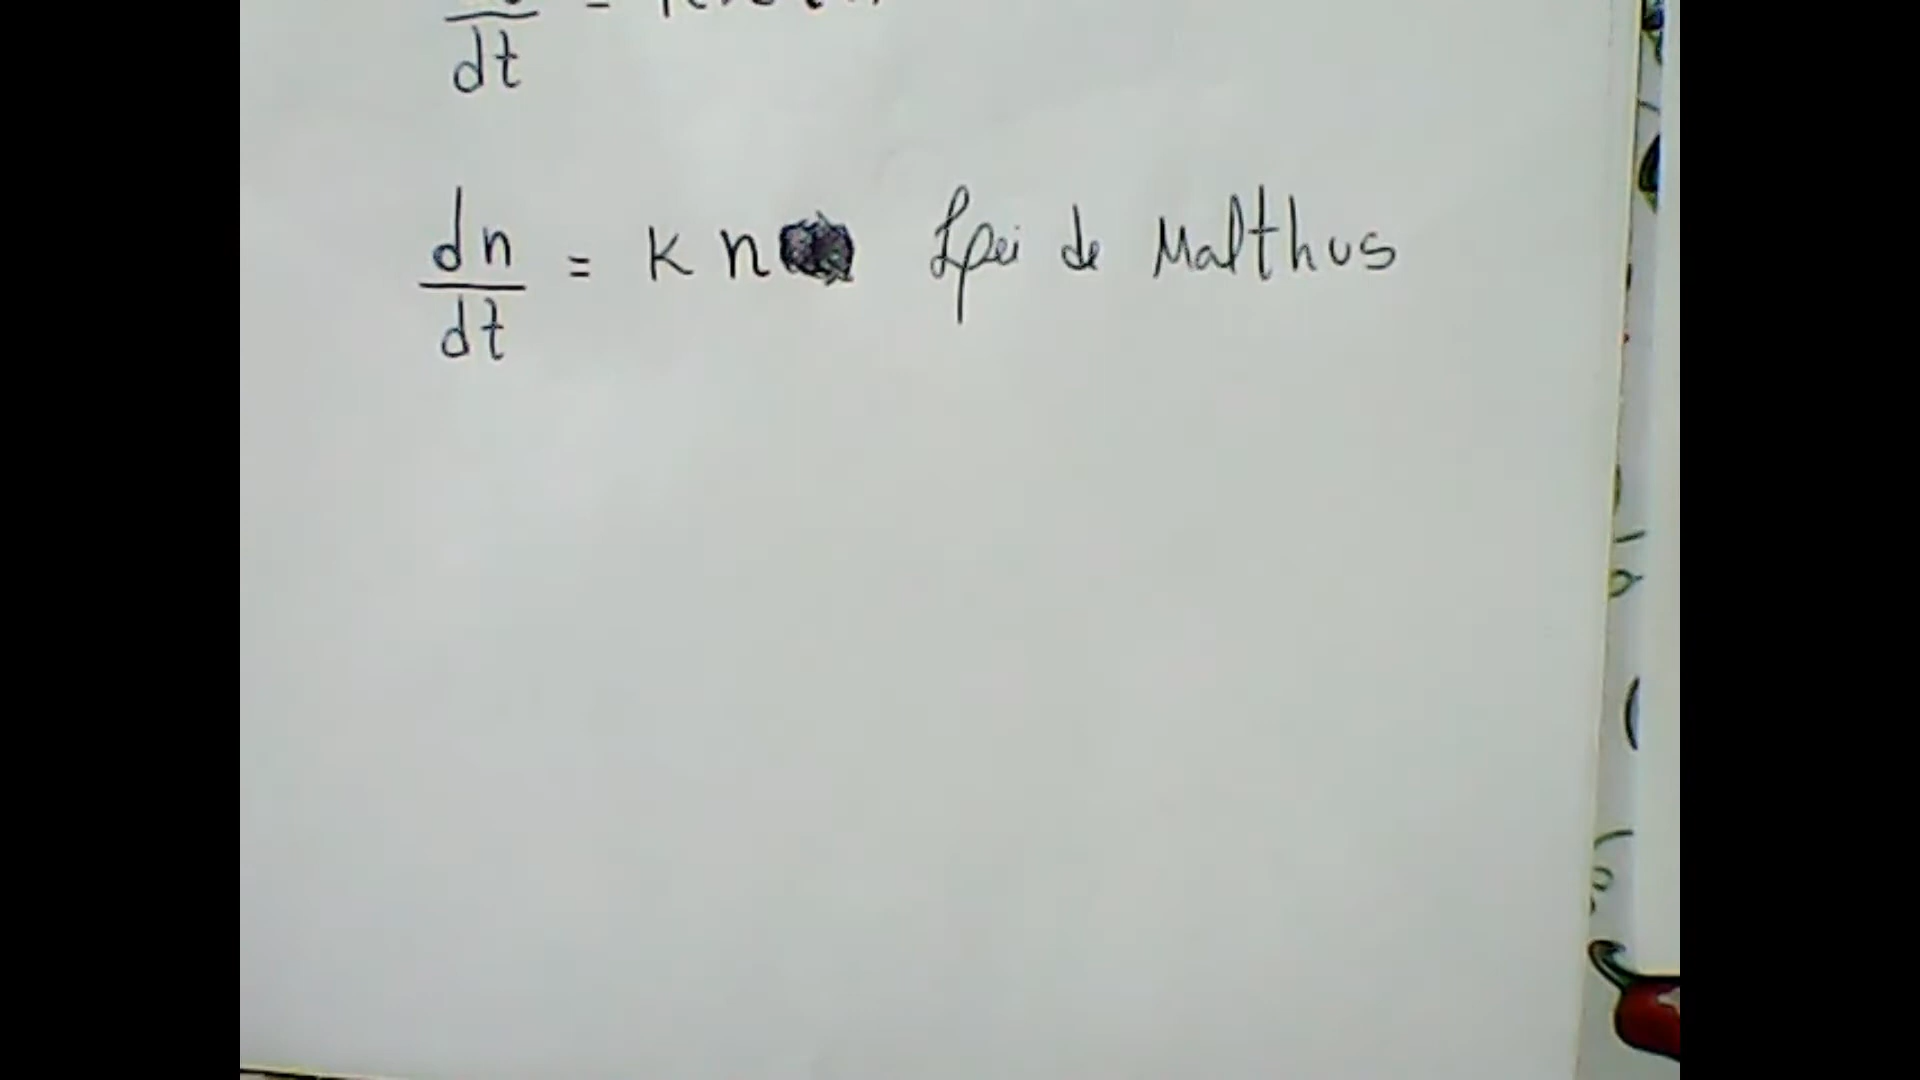 dt
dn/dt = K n Lei de Malthus